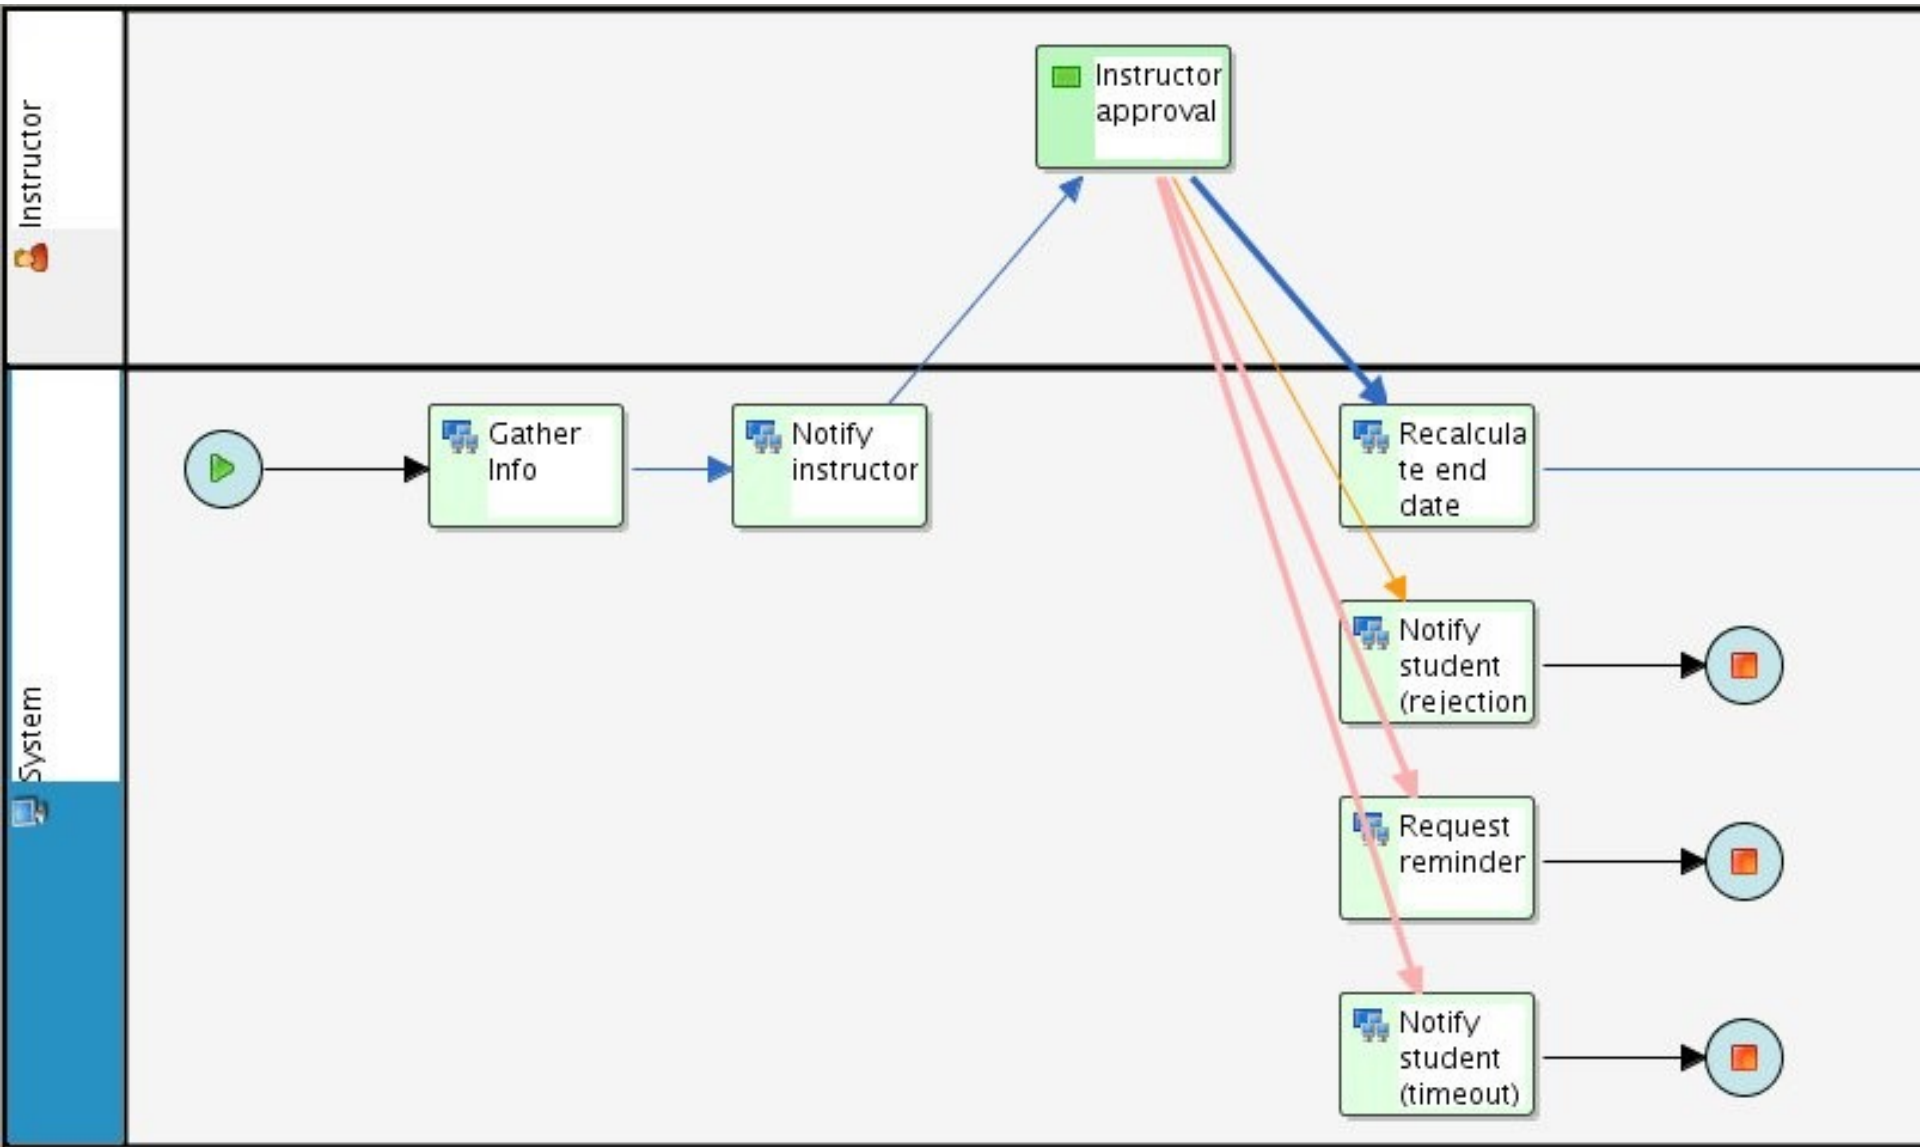 Instructor
Instructor
approval
System
Gather
Info
Notify
instructor
Recalcula
te end
date
Notify
student
(rejection
Request
reminder
Notify
student
(timeout)